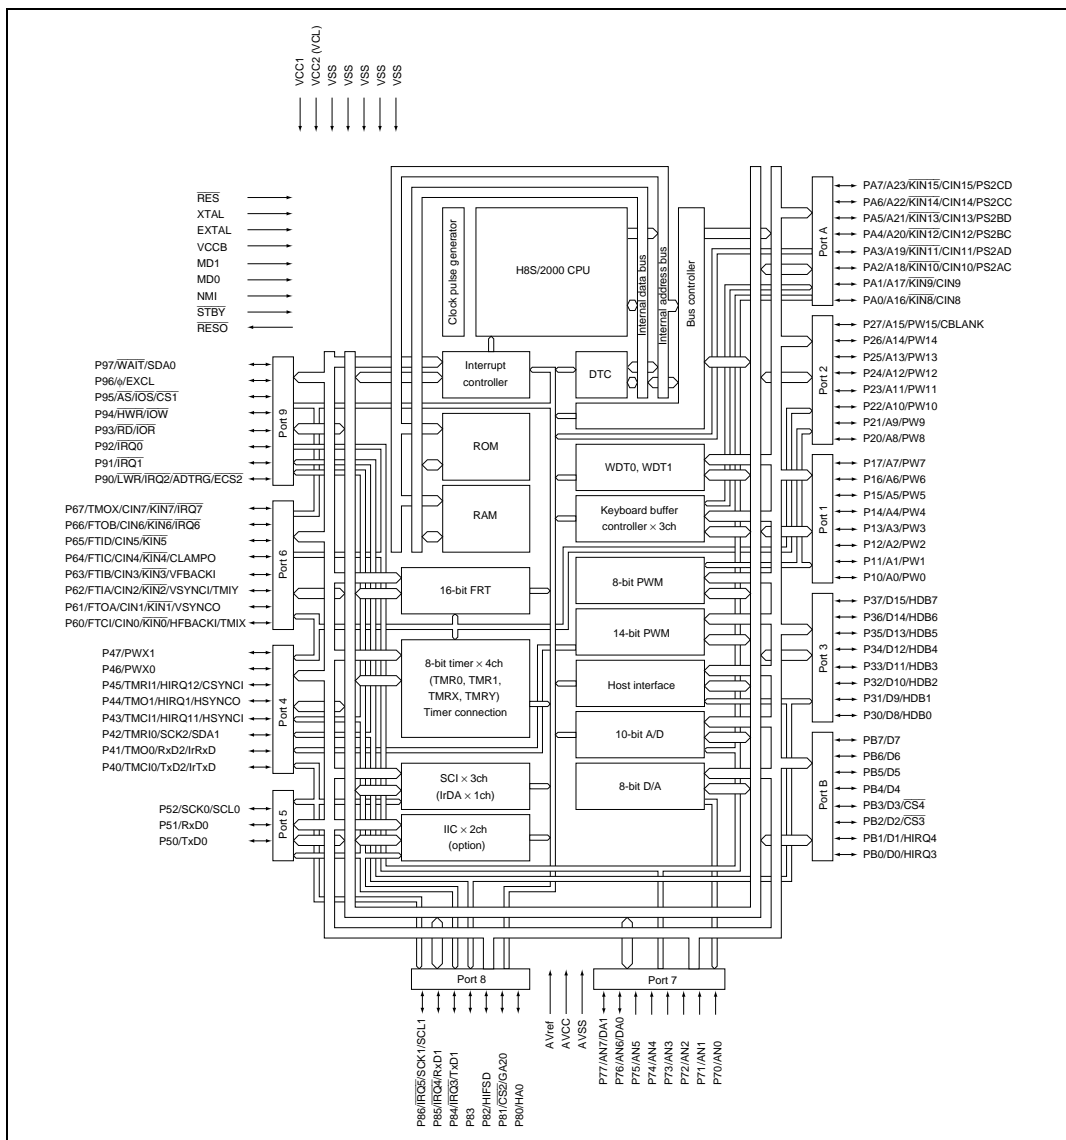 VCC1
VCC2 (VCL)
VSS
VSS
VSS
VSS
VSS
RES
XTAL
EXTAL
VCCB
MD1
MD0
NMI
STBY
RESO
Clock pulse generator
H8S/2000 CPU
Internal data bus
Internal address bus
Bus controller
Interrupt
controller
DTC
ROM
RAM
WDT0, WDT1
Keyboard buffer
controller × 3ch
16-bit FRT
8-bit PWM
14-bit PWM
8-bit timer × 4ch
(TMR0, TMR1,
TMRX, TMRY)
Timer connection
Host interface
10-bit A/D
SCI × 3ch
(IrDA × 1ch)
8-bit D/A
IIC × 2ch
(option)
P97/WAIT/SDA0
P96/φ/EXCL
P95/AS/IOS/CS1
P94/HWR/IOW
P93/RD/IOR
P92/IRQ0
P91/IRQ1
P90/LWR/IRQ2/ADTRG/ECS2
Port 9
P67/TMOX/CIN7/KIN7/IRQ7
P66/FTOB/CIN6/KIN6/IRQ6
P65/FTID/CIN5/KIN5
P64/FTIC/CIN4/KIN4/CLAMPO
P63/FTIB/CIN3/KIN3/VFBACKI
P62/FTIA/CIN2/KIN2/VSYNCI/TMIY
P61/FTOA/CIN1/KIN1/VSYNCO
P60/FTCI/CIN0/KIN0/HFBACKI/TMIX
Port 6
P47/PWX1
P46/PWX0
P45/TMRI1/HIRQ12/CSYNCI
P44/TMO1/HIRQ1/HSYNCO
P43/TMCI1/HIRQ11/HSYNCI
P42/TMRI0/SCK2/SDA1
P41/TMO0/RxD2/IrRxD
P40/TMCI0/TxD2/IrTxD
Port 4
P52/SCK0/SCL0
P51/RxD0
P50/TxD0
Port 5
Port A
PA7/A23/KIN15/CIN15/PS2CD
PA6/A22/KIN14/CIN14/PS2CC
PA5/A21/KIN13/CIN13/PS2BD
PA4/A20/KIN12/CIN12/PS2BC
PA3/A19/KIN11/CIN11/PS2AD
PA2/A18/KIN10/CIN10/PS2AC
PA1/A17/KIN9/CIN9
PA0/A16/KIN8/CIN8
Port 2
P27/A15/PW15/CBLANK
P26/A14/PW14
P25/A13/PW13
P24/A12/PW12
P23/A11/PW11
P22/A10/PW10
P21/A9/PW9
P20/A8/PW8
Port 1
P17/A7/PW7
P16/A6/PW6
P15/A5/PW5
P14/A4/PW4
P13/A3/PW3
P12/A2/PW2
P11/A1/PW1
P10/A0/PW0
Port 3
P37/D15/HDB7
P36/D14/HDB6
P35/D13/HDB5
P34/D12/HDB4
P33/D11/HDB3
P32/D10/HDB2
P31/D9/HDB1
P30/D8/HDB0
Port B
PB7/D7
PB6/D6
PB5/D5
PB4/D4
PB3/D3/CS4
PB2/D2/CS3
PB1/D1/HIRQ4
PB0/D0/HIRQ3
Port 8
P86/IRQ5/SCK1/SCL1
P85/IRQ4/RxD1
P84/IRQ3/TxD1
P83
P82/HIFSD
P81/CS2/GA20
P80/HA0
AVref
AVCC
AVSS
Port 7
P77/AN7/DA1
P76/AN6/DA0
P75/AN5
P74/AN4
P73/AN3
P72/AN2
P71/AN1
P70/AN0